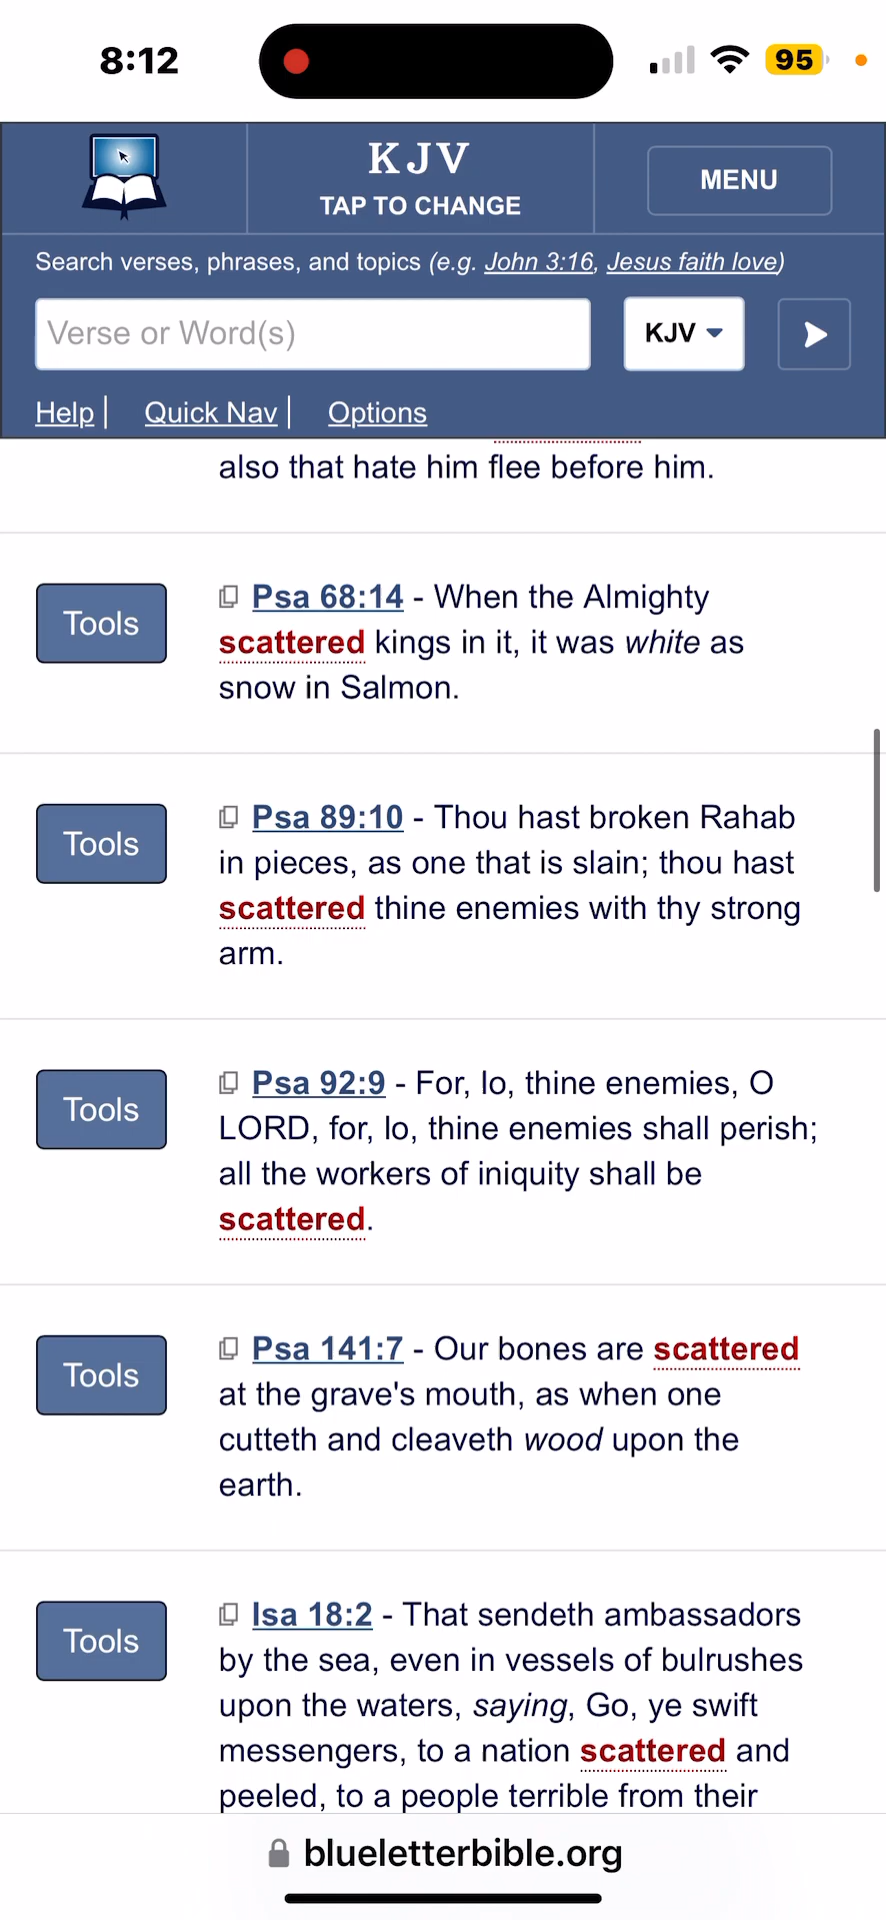 8:12
95
KJV
TAP TO CHANGE
MENU
Search verses, phrases, and topics (e.g. John 3:16, Jesus faith love)
Verse or Word(s)
KJV
Help | Quick Nav | Options
also that hate him flee before him.
Tools
Psa 68:14 - When the Almighty
scattered kings in it, it was white as
snow in Salmon.
Tools
Psa 89:10 - Thou hast broken Rahab
in pieces, as one that is slain; thou hast
scattered thine enemies with thy strong
arm.
Tools
Psa 92:9 - For, lo, thine enemies, O
LORD, for, lo, thine enemies shall perish;
all the workers of iniquity shall be
scattered.
Tools
Psa 141:7 - Our bones are scattered
at the grave's mouth, as when one
cutteth and cleaveth wood upon the
earth.
Tools
Isa 18:2 - That sendeth ambassadors
by the sea, even in vessels of bulrushes
upon the waters, saying, Go, ye swift
messengers, to a nation scattered and
peeled, to a people terrible from their
blueletterbible.org